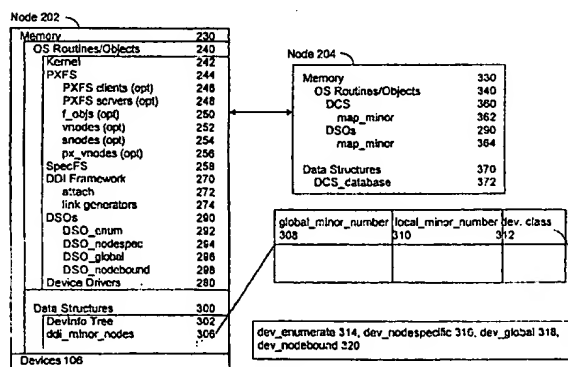 Node 202
Memory 230
OS Routines/Objects 240
Kernel 242
PXFS 244
PXFS clients (opt) 246
PXFS servers (opt) 248
f_objs (opt) 250
vnodes (opt) 252
snodes (opt) 254
px_vnodes (opt) 256
SpecFS 258
DDI Framework 270
attach 272
link generators 274
DSOs 290
DSO_enum 292
DSO_nodespec 294
DSO_global 296
DSO_nodebound 298
Device Drivers 280
Data Structures 300
DevInfo Tree 302
ddi_minor_nodes 306
Devices 106
Node 204
Memory 330
OS Routines/Objects 340
DCS 360
map_minor 362
DSOs 290
map_minor 364
Data Structures 370
DCS_database 372
global_minor_number local_minor_number dev. class
308 310 312
dev_enumerate 314, dev_nodespecific 316, dev_global 318,
dev_nodebound 320